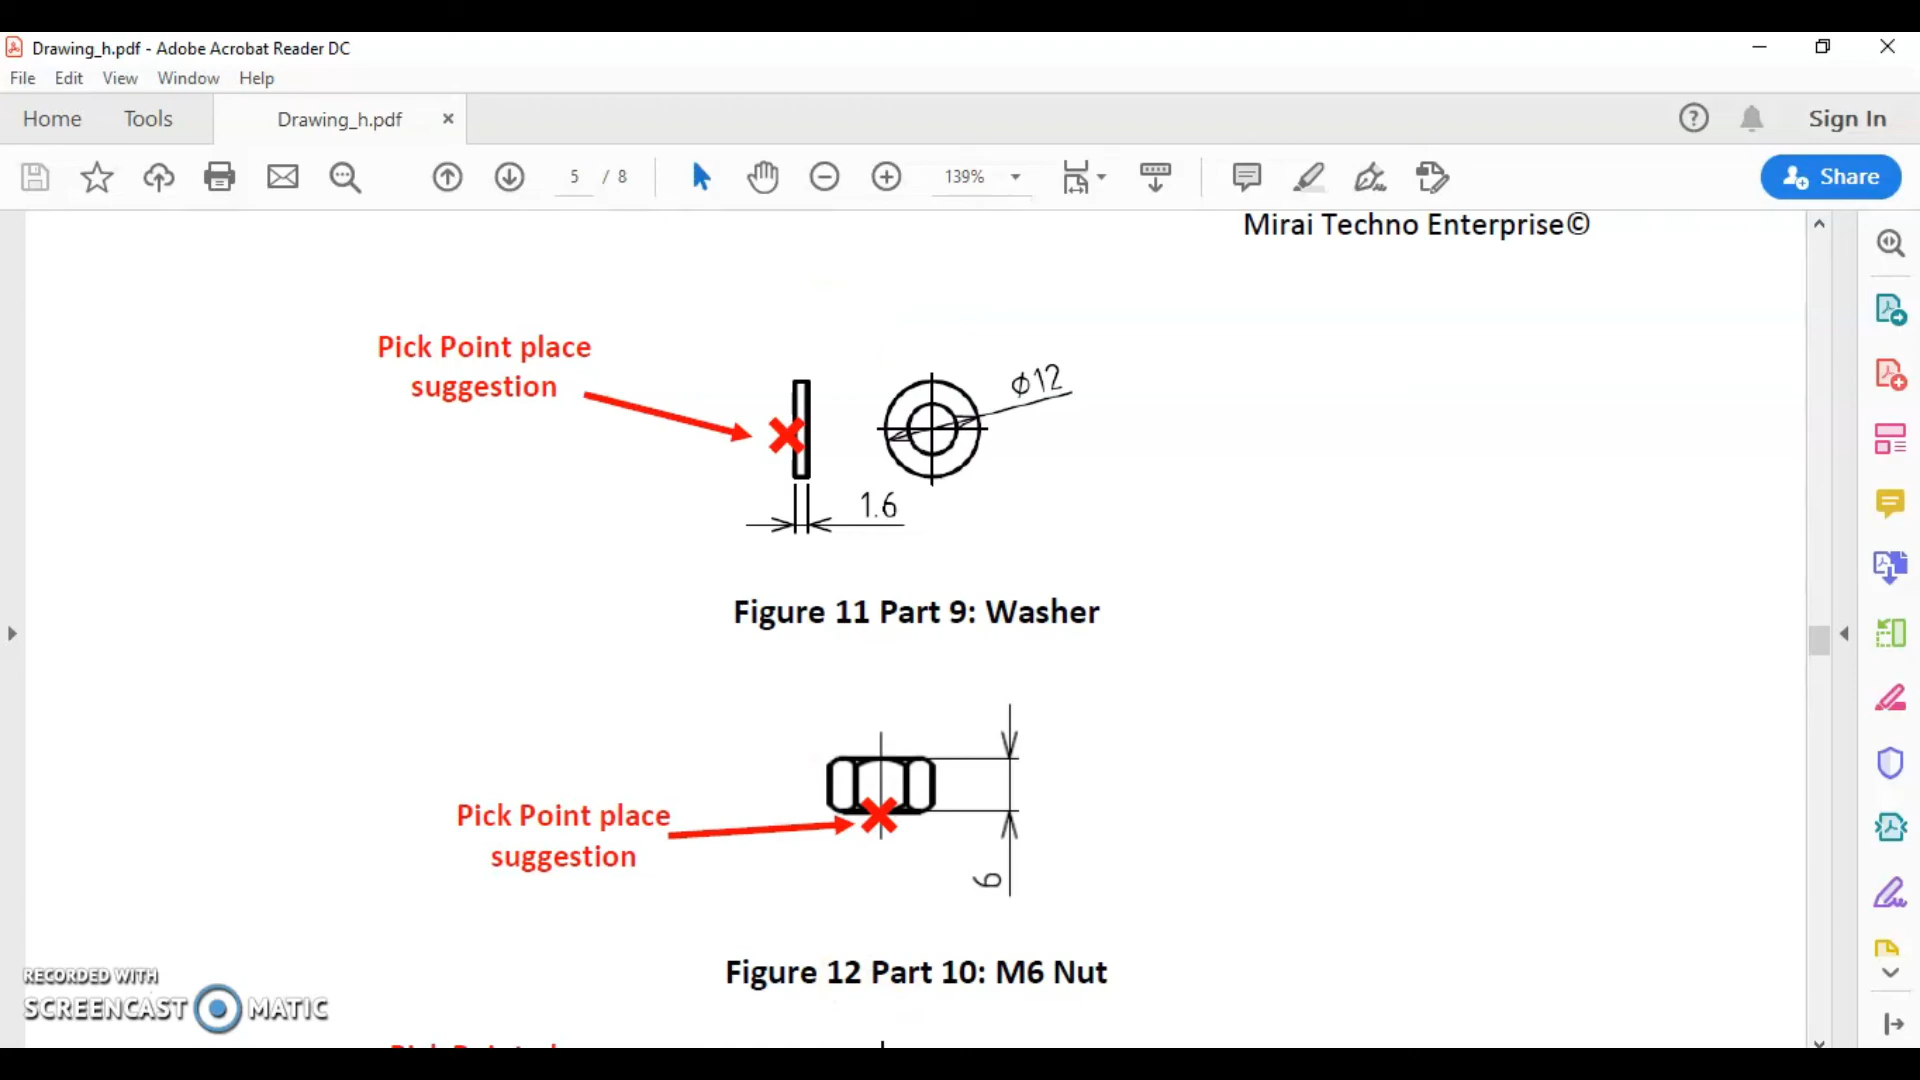 Drawing_h.pdf - Adobe Acrobat Reader DC
File Edit View Window Help
Home Tools Drawing_h.pdf × Sign In
5 / 8 139% Share
Mirai Techno Enterprise©
Pick Point place
suggestion
ϕ12
1.6
Figure 11 Part 9: Washer
Pick Point place
suggestion
6
Figure 12 Part 10: M6 Nut
RECORDED WITH
SCREENCAST MATIC